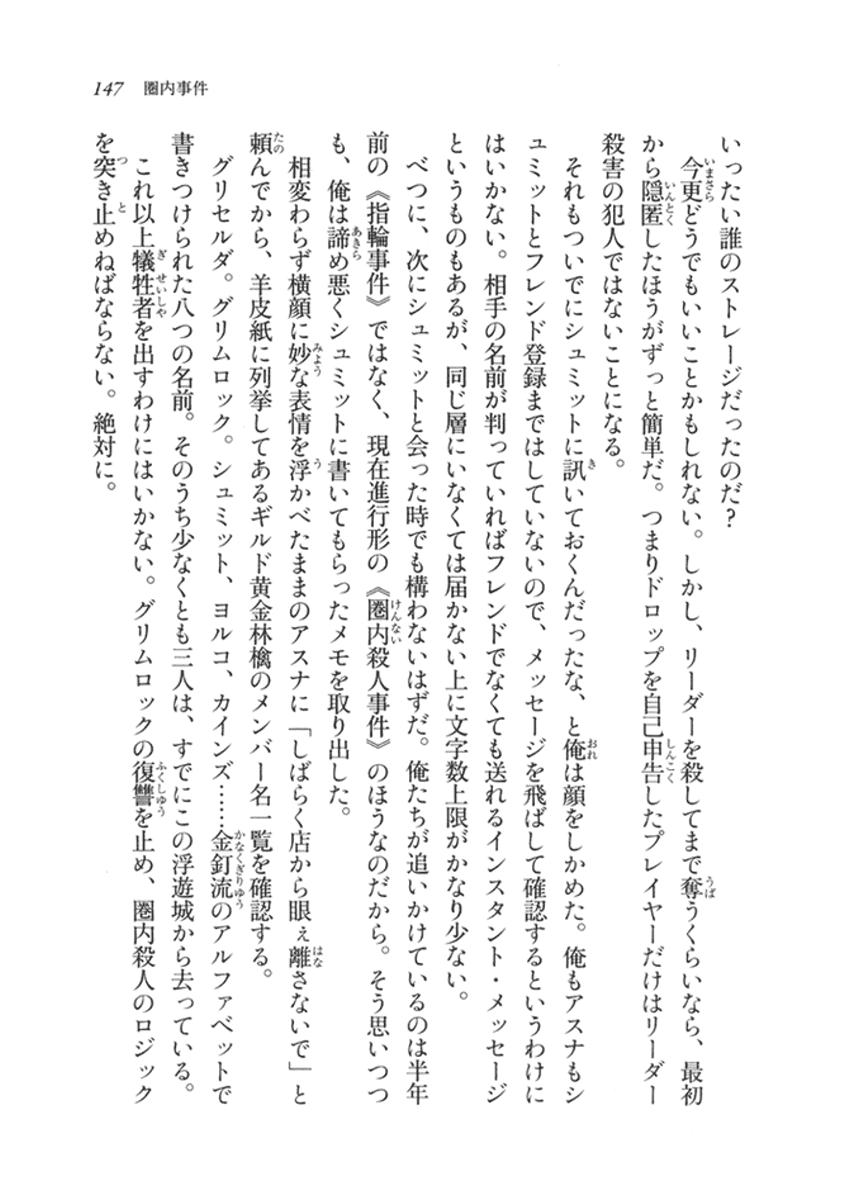 147 圏内事件
いったい誰のストレージだったのだ?
今更どうでもいいことかもしれない。しかし、リーダーを殺してまで奪うくらいなら、最初
から隠匿したほうがずっと簡単だ。つまりドロップを自己申告したプレイヤーだけはリーダー
殺害の犯人ではないことになる。
それもついでにシュミットに訊いておくんだったな、と俺は顔をしかめた。俺もアスナもシ
ュミットとフレンド登録まではしていないので、メッセージを飛ばして確認するというわけに
はいかない。相手の名前が判っていればフレンドでなくても送れるインスタント・メッセージ
というものもあるが、同じ層にいなくては届かない上に文字数上限がかなり少ない。
べつに、次にシュミットと会った時でも構わないはずだ。俺たちが追いかけているのは半年
前の《指輪事件》ではなく、現在進行形の《圏内殺人事件》のほうなのだから。そう思いつつ
も、俺は諦め悪くシュミットに書いてもらったメモを取り出した。
相変わらず横顔に妙な表情を浮かべたままのアスナに「しばらく店から眼ぇ離さないで」と
頼んでから、羊皮紙に列挙してあるギルド黄金林檎のメンバー名一覧を確認する。
グリセルダ。グリムロック。シュミット、ヨルコ、カインズ……金釘流のアルファベットで
書きつけられた八つの名前。そのうち少なくとも三人は、すでにこの浮遊城から去っている。
これ以上犠牲者を出すわけにはいかない。グリムロックの復讐を止め、圏内殺人のロジック
を突き止めねばならない。絶対に。